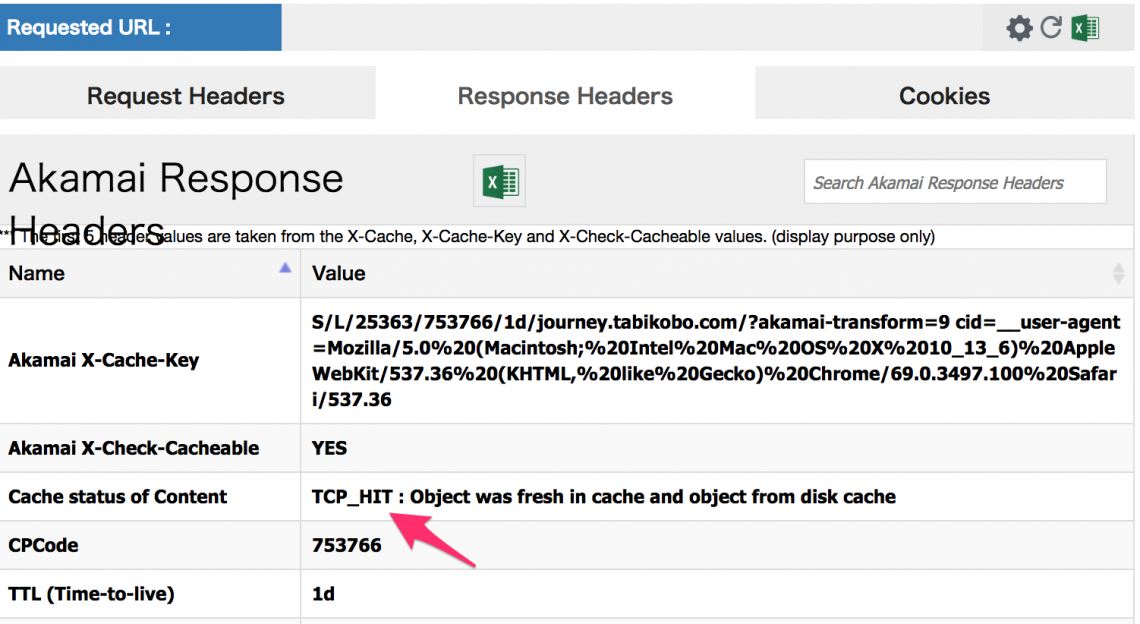 Requested URL :
Request Headers
Response Headers
Cookies
Akamai Response
Headers
Search Akamai Response Headers
*** The first 5 header values are taken from the X-Cache, X-Cache-Key and X-Check-Cacheable values. (display purpose only)
Name
Value
Akamai X-Cache-Key
S/L/25363/753766/1d/journey.tabikobo.com/?akamai-transform=9 cid=__user-agent
=Mozilla/5.0%20(Macintosh;%20Intel%20Mac%20OS%20X%2010_13_6)%20Apple
WebKit/537.36%20(KHTML,%20like%20Gecko)%20Chrome/69.0.3497.100%20Safar
i/537.36
Akamai X-Check-Cacheable
YES
Cache status of Content
TCP_HIT : Object was fresh in cache and object from disk cache
CPCode
753766
TTL (Time-to-live)
1d